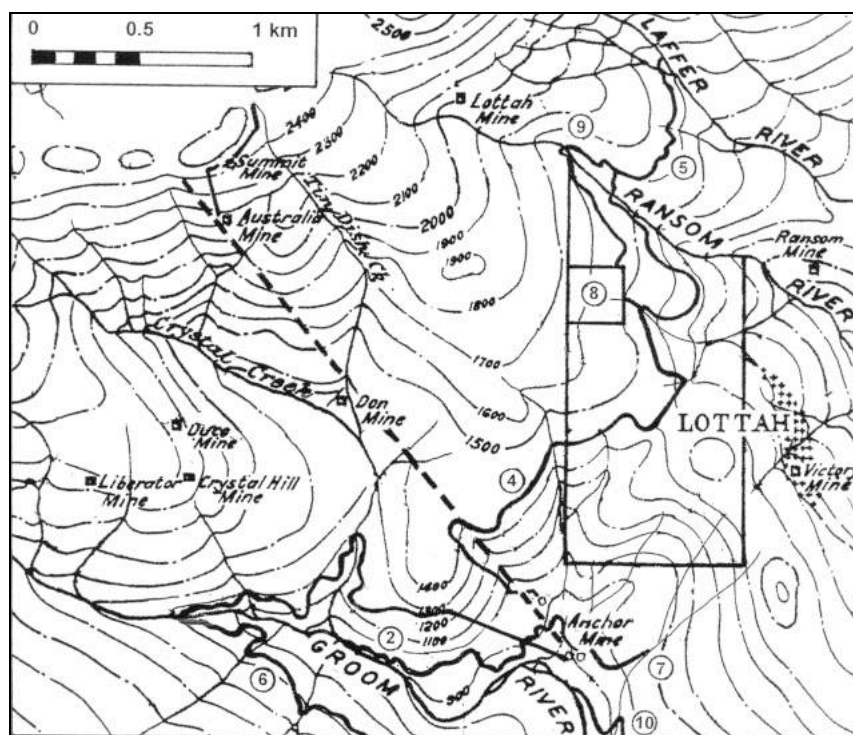 0 0.5 1 km
2500
LAFFER
RIVER
Lottah
Mine
9
5
2400
2300
2200
2100
2000
1900
1900
1800
1700
1600
1500
Summit
Mine
Australia
Mine
RANSOM
RIVER
Ransom
Mine
8
Crystal Creek
Don
Mine
LOTTAH
Mine
Liberator
Mine
Crystal Hill
Mine
4
Victory
Mine
1400
1300
1200
1100
Anchor
Mine
2
GROOM
RIVER
900
6
7
10